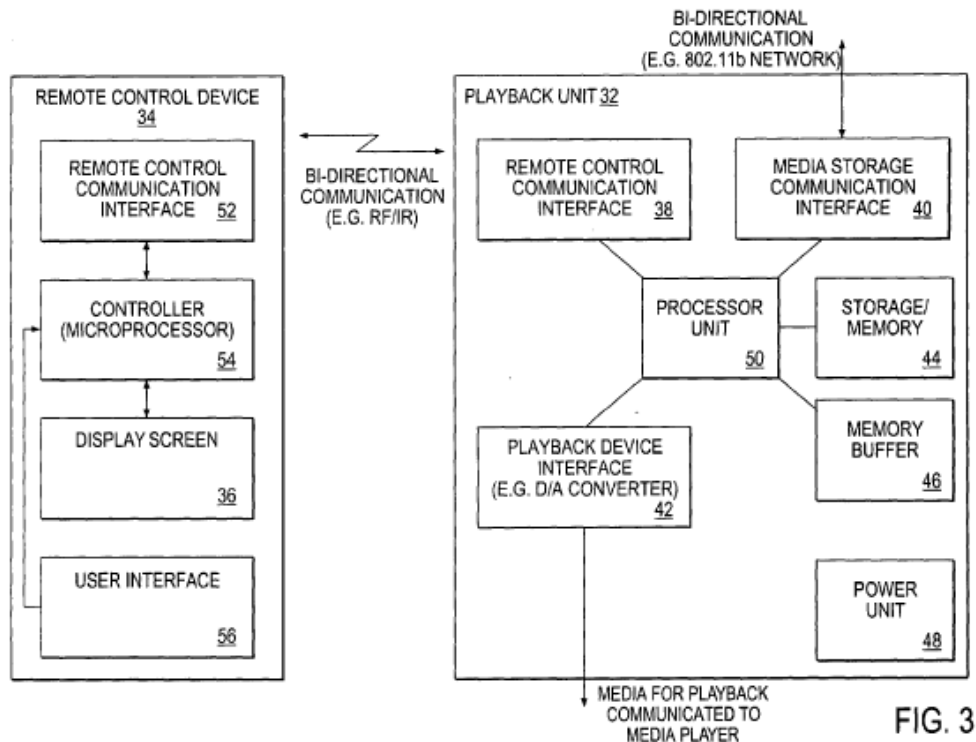 REMOTE CONTROL DEVICE
34
REMOTE CONTROL
COMMUNICATION
INTERFACE
52
CONTROLLER
(MICROPROCESSOR)
54
DISPLAY SCREEN
36
USER INTERFACE
56
BI-DIRECTIONAL
COMMUNICATION
(E.G. RF/IR)
BI-DIRECTIONAL
COMMUNICATION
(E.G. 802.11b NETWORK)
PLAYBACK UNIT 32
REMOTE CONTROL
COMMUNICATION
INTERFACE
38
MEDIA STORAGE
COMMUNICATION
INTERFACE
40
PROCESSOR
UNIT
50
STORAGE/
MEMORY
44
PLAYBACK DEVICE
INTERFACE
(E.G. D/A CONVERTER)
42
MEMORY
BUFFER
46
POWER
UNIT
48
MEDIA FOR PLAYBACK
COMMUNICATED TO
MEDIA PLAYER
FIG. 3